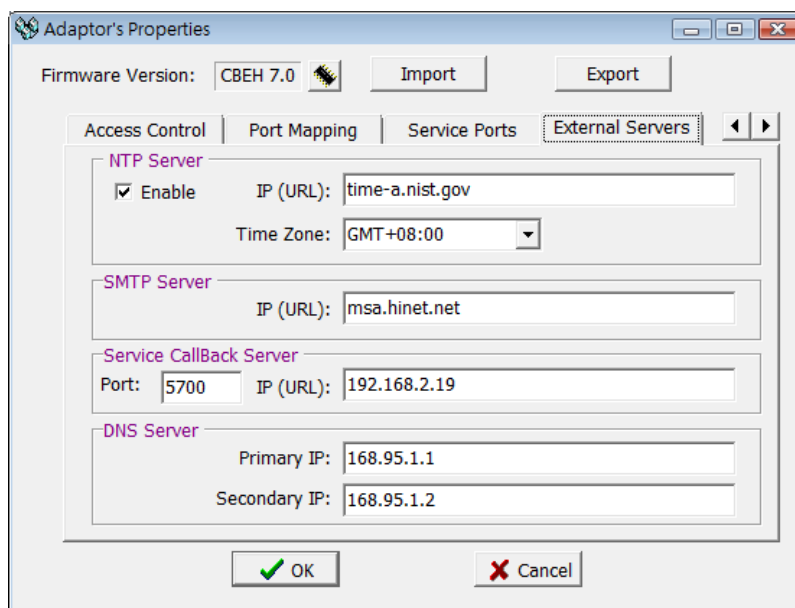 Adaptor's Properties
Firmware Version: CBEH 7.0 Import Export
Access Control Port Mapping Service Ports External Servers
NTP Server
Enable IP (URL): time-a.nist.gov
Time Zone: GMT+08:00
SMTP Server
IP (URL): msa.hinet.net
Service CallBack Server
Port: 5700 IP (URL): 192.168.2.19
DNS Server
Primary IP: 168.95.1.1
Secondary IP: 168.95.1.2
OK Cancel